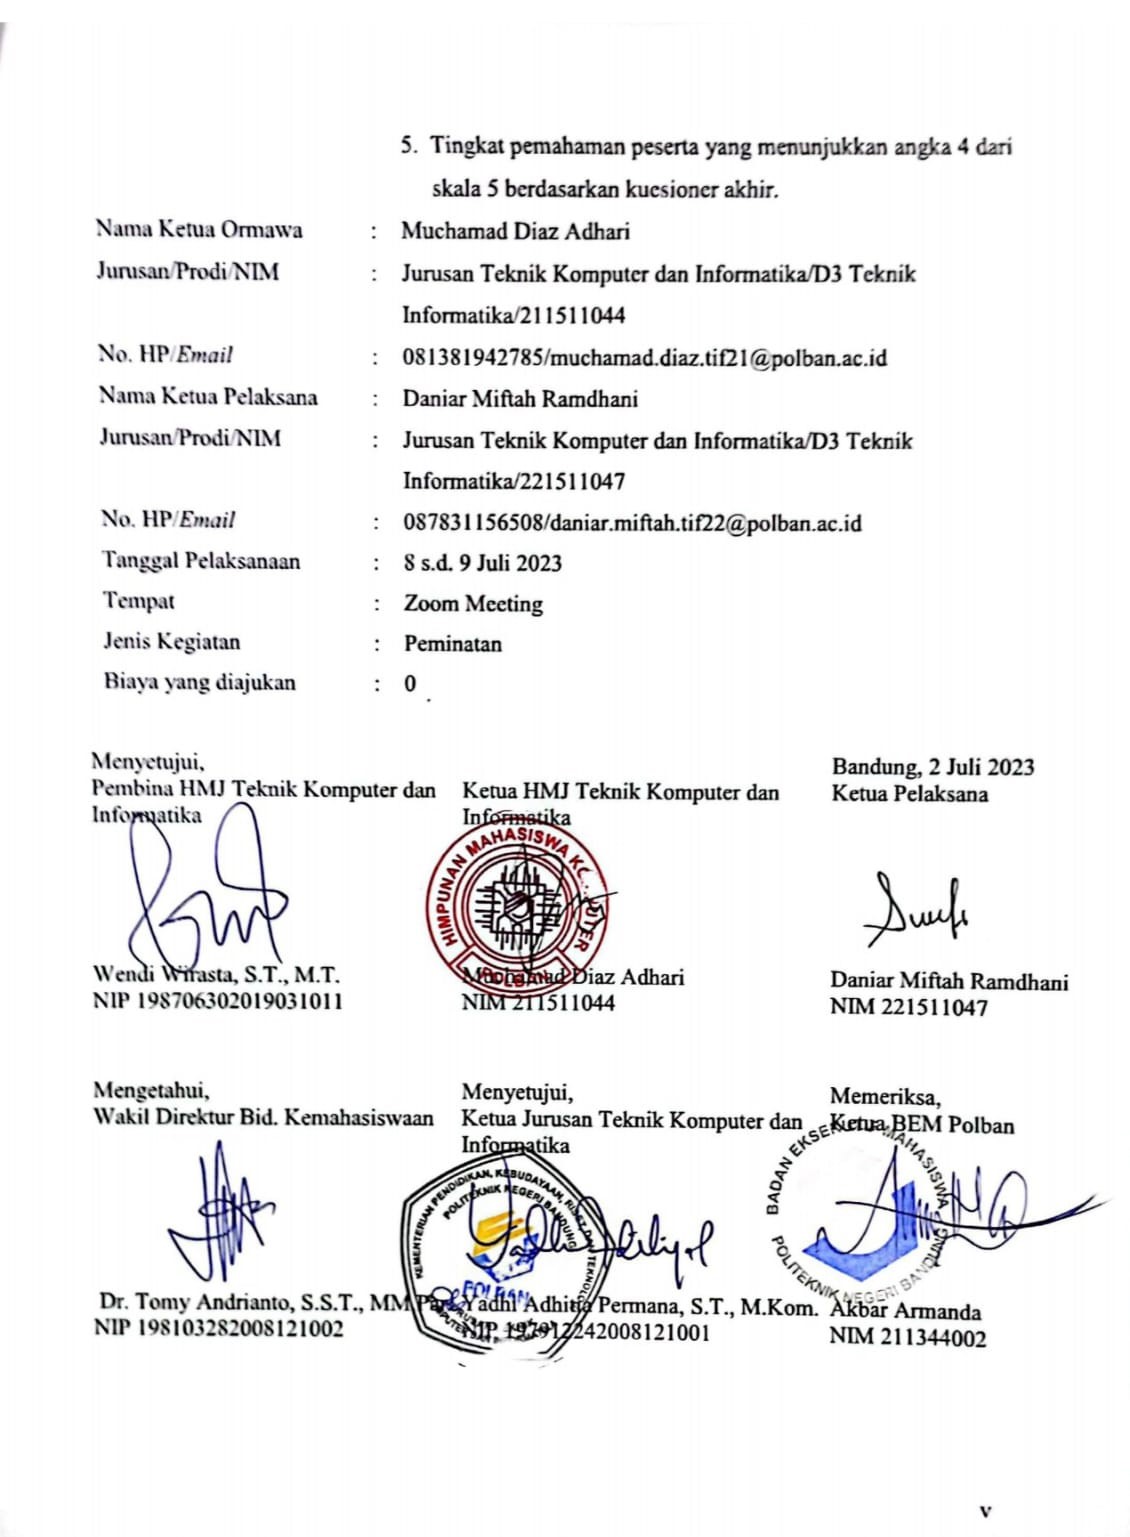 5. Tingkat pemahaman peserta yang menunjukkan angka 4 dari
skala 5 berdasarkan kuesioner akhir.
Nama Ketua Ormawa : Muchamad Diaz Adhari
Jurusan/Prodi/NIM : Jurusan Teknik Komputer dan Informatika/D3 Teknik
Informatika/211511044
No. HP/Email : 081381942785/muchamad.diaz.tif21@polban.ac.id
Nama Ketua Pelaksana : Daniar Miftah Ramdhani
Jurusan/Prodi/NIM : Jurusan Teknik Komputer dan Informatika/D3 Teknik
Informatika/221511047
No. HP/Email : 087831156508/daniar.miftah.tif22@polban.ac.id
Tanggal Pelaksanaan : 8 s.d. 9 Juli 2023
Tempat : Zoom Meeting
Jenis Kegiatan : Peminatan
Biaya yang diajukan : 0
Menyetujui,
Pembina HMJ Teknik Komputer dan
Informatika
Wendi Wirasta, S.T., M.T.
NIP 198706302019031011
Ketua HMJ Teknik Komputer dan
Informatika
HIMPUNAN MAHASISWA
POLBAN
Muchamad Diaz Adhari
NIM 211511044
Bandung, 2 Juli 2023
Ketua Pelaksana
Daniar Miftah Ramdhani
NIM 221511047
Mengetahui,
Wakil Direktur Bid. Kemahasiswaan
Dr. Tomy Andrianto, S.S.T., MM.Par.
NIP 198103282008121002
Menyetujui,
Ketua Jurusan Teknik Komputer dan
Informatika
KEMENTERIAN PENDIDIKAN, KEBUDAYAAN, RISET, DAN TEKNOLOGI
POLITEKNIK NEGERI BANDUNG
POLBAN
Yadhi Aditya Permana, S.T., M.Kom.
NIP 197912242008121001
Memeriksa,
Ketua BEM Polban
BADAN EKSEKUTIF MAHASISWA
POLITEKNIK NEGERI BANDUNG
Akbar Armanda
NIM 211344002
v